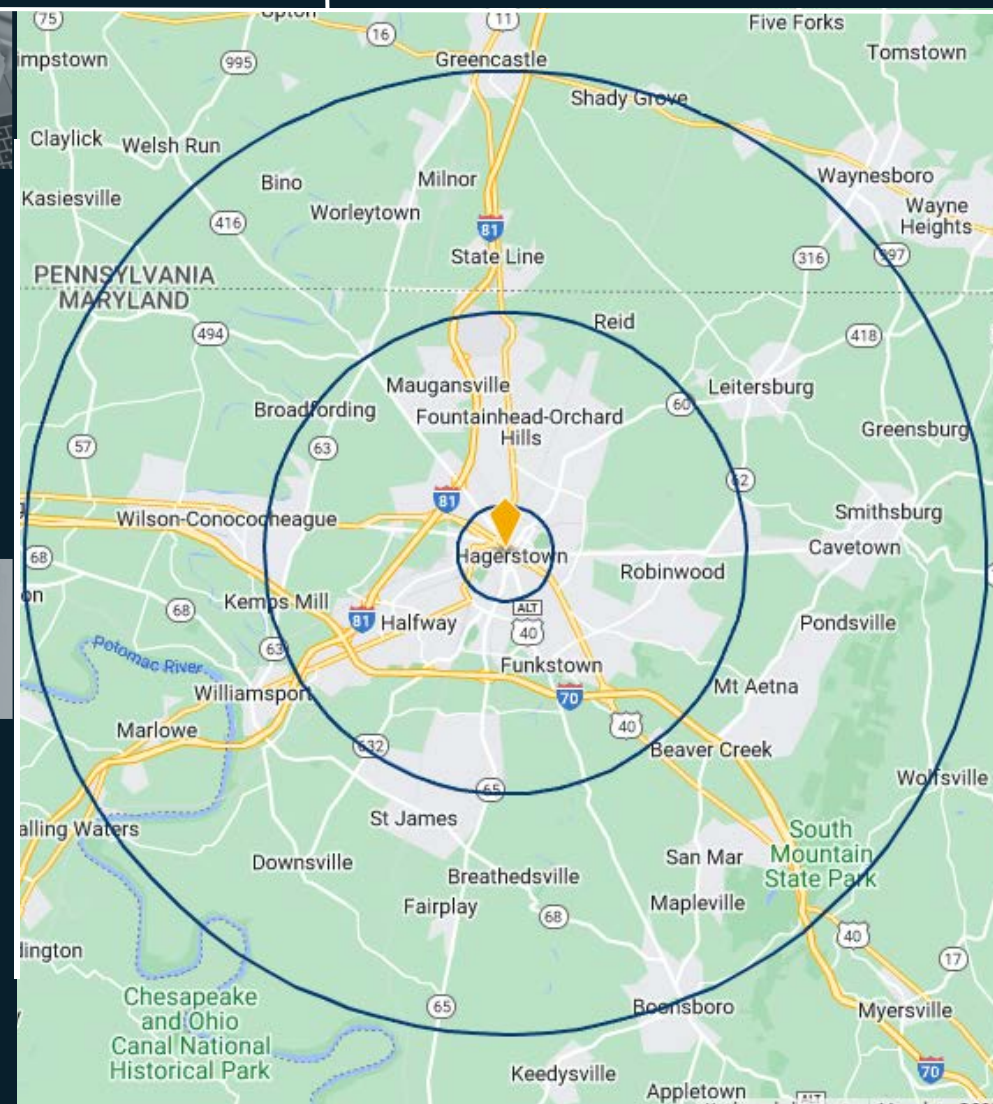 75
11
Five Forks
16
Tomstown
995
Greencastle
Shady Grove
Claylick
Welsh Run
Waynesboro
Bino
Milnor
Kasiesville
Worleytown
Wayne
Heights
416
81
State Line
316
997
PENNSYLVANIA
MARYLAND
494
Reid
418
Maugansville
Leitersburg
Broadfording
60
Fountainhead-Orchard
Hills
Greensburg
57
63
62
81
Smithsburg
Wilson-Conococheague
Cavetown
68
Hagerstown
Robinwood
Kemps Mill
68
ALT
40
81
Halfway
Pondsville
63
Potomac River
Funkstown
Williamsport
70
Mt Aetna
Marlowe
40
632
Beaver Creek
Wolfsville
65
St James
South
Mountain
State Park
Downsville
San Mar
Breathedsville
Fairplay
Mapleville
68
40
17
Chesapeake
and Ohio
Canal National
Historical Park
65
Boonsboro
Myersville
Keedysville
70
Appletown
ALT